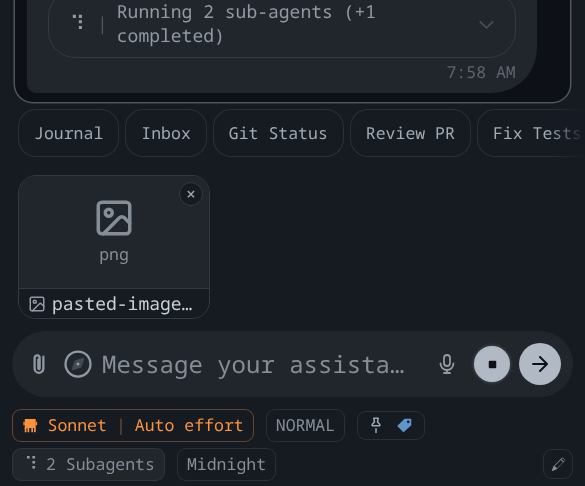 Running 2 sub-agents (+1
completed)
7:58 AM
Journal
Inbox
Git Status
Review PR
Fix Tests
png
pasted-image…
Message your assista…
Sonnet | Auto effort
NORMAL
2 Subagents
Midnight